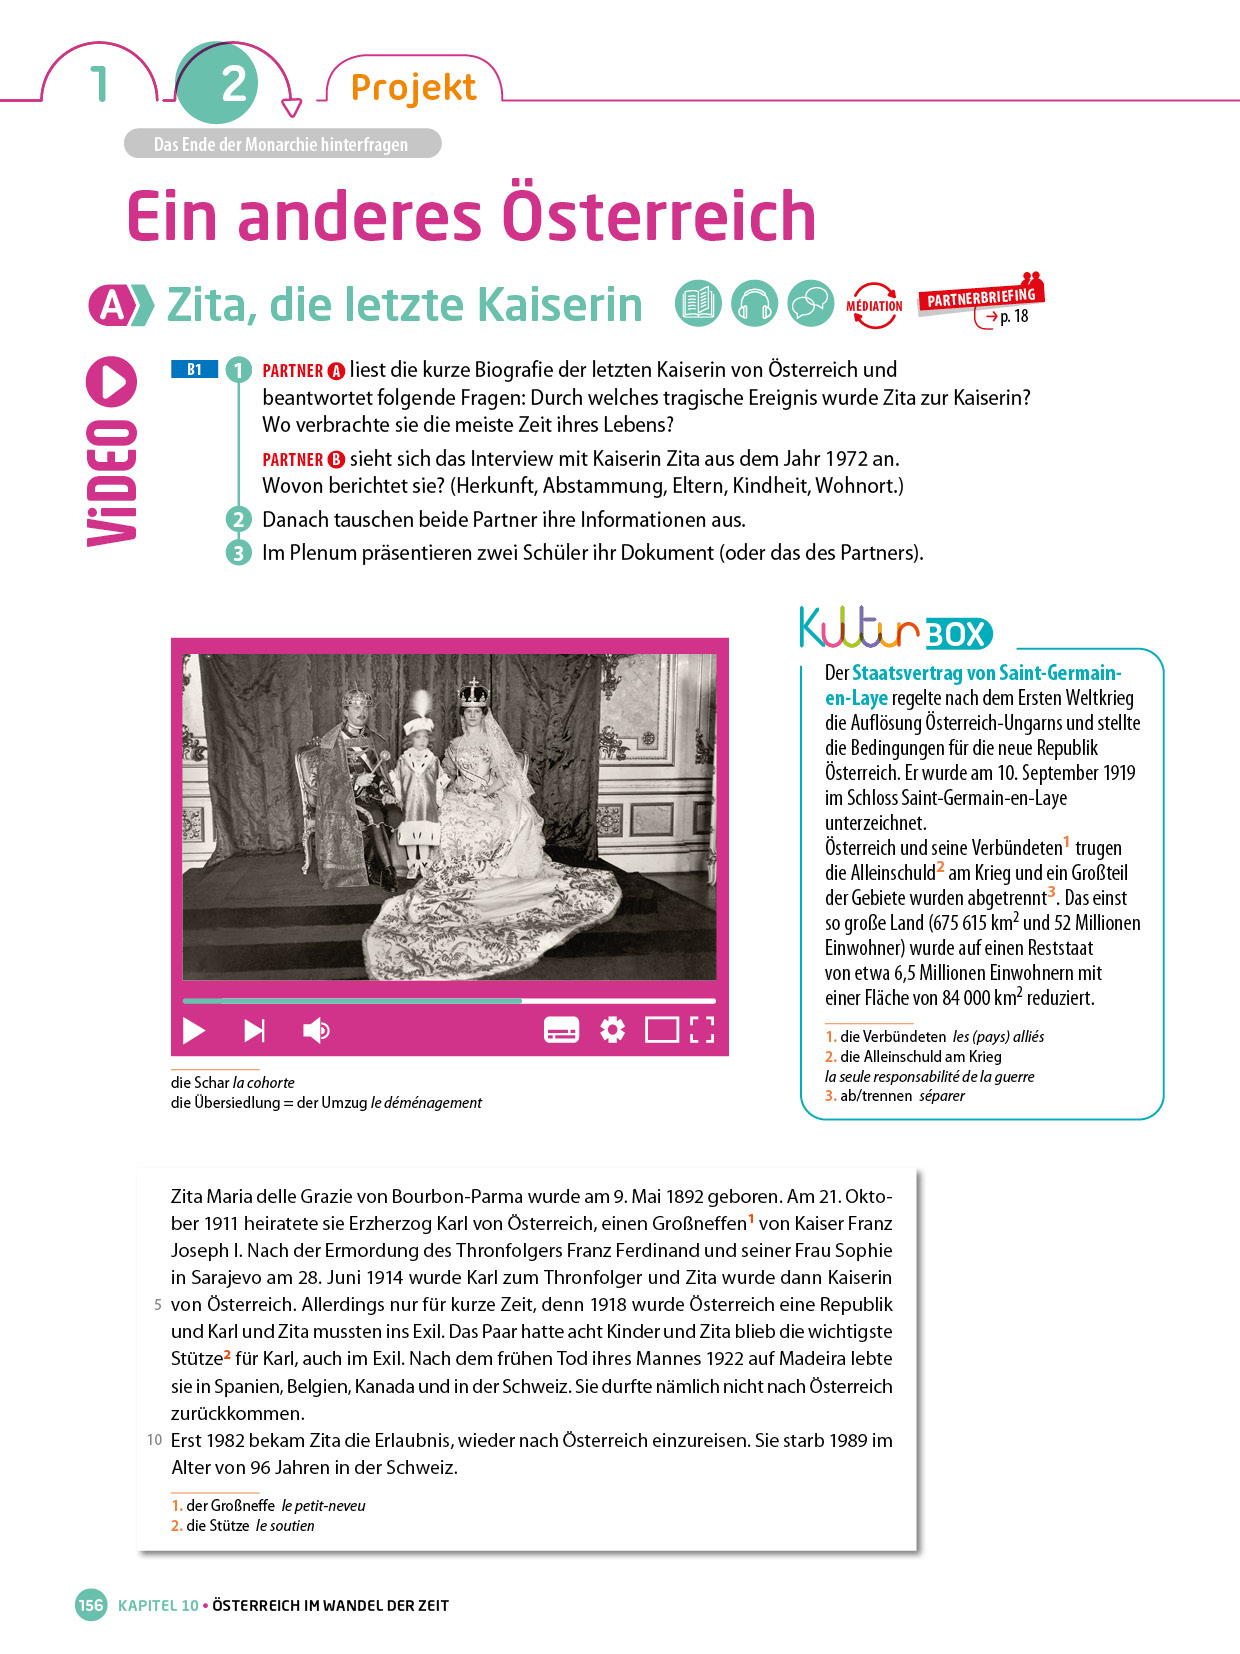 1
2
Projekt
Das Ende der Monarchie hinterfragen
Ein anderes Österreich
A Zita, die letzte Kaiserin
MÉDIATION
PARTNERBRIEFING
p. 18
ViDEO
B1
1 PARTNER A liest die kurze Biografie der letzten Kaiserin von Österreich und
beantwortet folgende Fragen: Durch welches tragische Ereignis wurde Zita zur Kaiserin?
Wo verbrachte sie die meiste Zeit ihres Lebens?
PARTNER B sieht sich das Interview mit Kaiserin Zita aus dem Jahr 1972 an.
Wovon berichtet sie? (Herkunft, Abstammung, Eltern, Kindheit, Wohnort.)
2 Danach tauschen beide Partner ihre Informationen aus.
3 Im Plenum präsentieren zwei Schüler ihr Dokument (oder das des Partners).
die Schar la cohorte
die Übersiedlung = der Umzug le déménagement
Kultur BOX
Der Staatsvertrag von Saint-Germain-
en-Laye regelte nach dem Ersten Weltkrieg
die Auflösung Österreich-Ungarns und stellte
die Bedingungen für die neue Republik
Österreich. Er wurde am 10. September 1919
im Schloss Saint-Germain-en-Laye
unterzeichnet.
Österreich und seine Verbündeten1 trugen
die Alleinschuld2 am Krieg und ein Großteil
der Gebiete wurden abgetrennt3. Das einst
so große Land (675 615 km2 und 52 Millionen
Einwohner) wurde auf einen Reststaat
von etwa 6,5 Millionen Einwohnern mit
einer Fläche von 84 000 km2 reduziert.
1. die Verbündeten les (pays) alliés
2. die Alleinschuld am Krieg
la seule responsabilité de la guerre
3. ab/trennen séparer
Zita Maria delle Grazie von Bourbon-Parma wurde am 9. Mai 1892 geboren. Am 21. Okto-
ber 1911 heiratete sie Erzherzog Karl von Österreich, einen Großneffen1 von Kaiser Franz
Joseph I. Nach der Ermordung des Thronfolgers Franz Ferdinand und seiner Frau Sophie
in Sarajevo am 28. Juni 1914 wurde Karl zum Thronfolger und Zita wurde dann Kaiserin
5 von Österreich. Allerdings nur für kurze Zeit, denn 1918 wurde Österreich eine Republik
und Karl und Zita mussten ins Exil. Das Paar hatte acht Kinder und Zita blieb die wichtigste
Stütze2 für Karl, auch im Exil. Nach dem frühen Tod ihres Mannes 1922 auf Madeira lebte
sie in Spanien, Belgien, Kanada und in der Schweiz. Sie durfte nämlich nicht nach Österreich
zurückkommen.
10 Erst 1982 bekam Zita die Erlaubnis, wieder nach Österreich einzureisen. Sie starb 1989 im
Alter von 96 Jahren in der Schweiz.
1. der Großneffe le petit-neveu
2. die Stütze le soutien
156 KAPITEL 10 • ÖSTERREICH IM WANDEL DER ZEIT